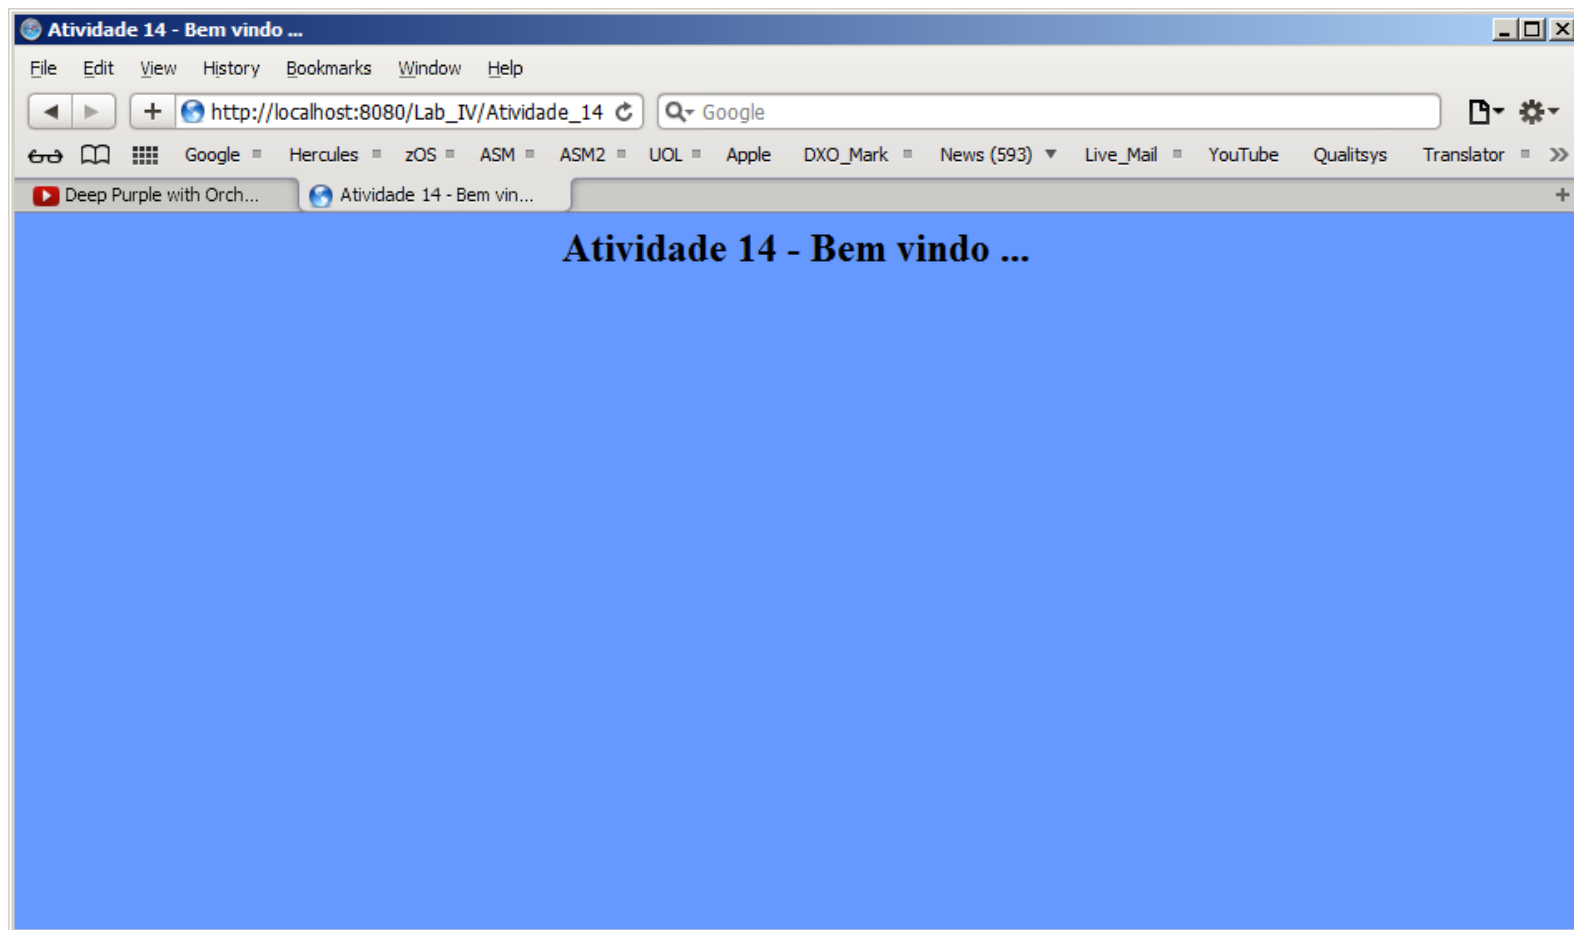 Atividade 14 - Bem vindo ...
File Edit View History Bookmarks Window Help
http://localhost:8080/Lab_IV/Atividade_14 Google
Google Hercules zOS ASM ASM2 UOL Apple DXO_Mark News (593) Live_Mail YouTube Qualitsys Translator
Deep Purple with Orch... Atividade 14 - Bem vin...
Atividade 14 - Bem vindo ...